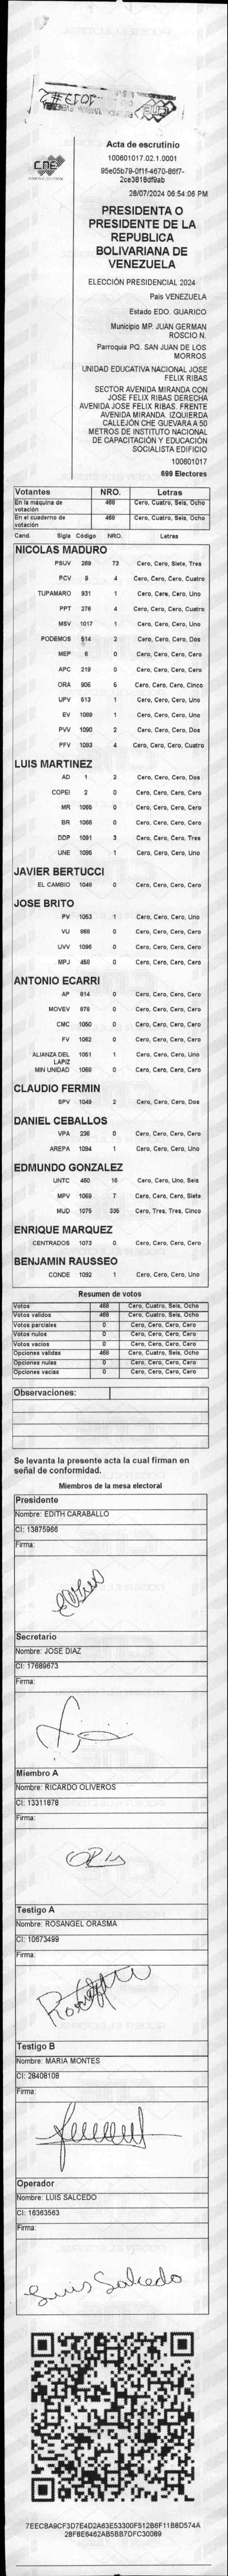 CNE
PODER ELECTORAL
Acta de escrutinio
100601017.02.1.0001
95e05b79-0f1f-4670-86f7-
2ce3818df9ab
28/07/2024 06:54:06 PM
PRESIDENTA O
PRESIDENTE DE LA
REPUBLICA
BOLIVARIANA DE
VENEZUELA
ELECCIÓN PRESIDENCIAL 2024
Pais VENEZUELA
Estado EDO. GUARICO
Municipio MP. JUAN GERMAN
ROSCIO N.
Parroquia PQ. SAN JUAN DE LOS
MORROS
UNIDAD EDUCATIVA NACIONAL JOSE
FELIX RIBAS
SECTOR AVENIDA MIRANDA CON
JOSE FELIX RIBAS DERECHA
AVENIDA JOSE FELIX RIBAS. FRENTE
AVENIDA MIRANDA. IZQUIERDA
CALLEJÓN CHE GUEVARA A 50
METROS DE INSTITUTO NACIONAL
DE CAPACITACIÓN Y EDUCACIÓN
SOCIALISTA EDIFICIO
100601017
699 Electores
Votantes NRO. Letras
En la máquina de votación 468 Cero, Cuatro, Seis, Ocho
En el cuaderno de votación 468 Cero, Cuatro, Seis, Ocho
Cand. Sigla Código NRO. Letras
NICOLAS MADURO
PSUV 269 73 Cero, Cero, Siete, Tres
PCV 9 4 Cero, Cero, Cero, Cuatro
TUPAMARO 931 1 Cero, Cero, Cero, Uno
PPT 276 4 Cero, Cero, Cero, Cuatro
MSV 1017 1 Cero, Cero, Cero, Uno
PODEMOS 514 2 Cero, Cero, Cero, Dos
MEP 6 0 Cero, Cero, Cero, Cero
APC 219 0 Cero, Cero, Cero, Cero
ORA 906 5 Cero, Cero, Cero, Cinco
UPV 513 1 Cero, Cero, Cero, Uno
EV 1089 1 Cero, Cero, Cero, Uno
PVV 1090 2 Cero, Cero, Cero, Dos
PFV 1093 4 Cero, Cero, Cero, Cuatro
LUIS MARTINEZ
AD 1 2 Cero, Cero, Cero, Dos
COPEI 2 0 Cero, Cero, Cero, Cero
MR 1065 0 Cero, Cero, Cero, Cero
BR 1066 0 Cero, Cero, Cero, Cero
DDP 1091 3 Cero, Cero, Cero, Tres
UNE 1095 1 Cero, Cero, Cero, Uno
JAVIER BERTUCCI
EL CAMBIO 1048 0 Cero, Cero, Cero, Cero
JOSE BRITO
PV 1053 1 Cero, Cero, Cero, Uno
VU 868 0 Cero, Cero, Cero, Cero
UVV 1096 0 Cero, Cero, Cero, Cero
MPJ 458 0 Cero, Cero, Cero, Cero
ANTONIO ECARRI
AP 814 0 Cero, Cero, Cero, Cero
MOVEV 878 0 Cero, Cero, Cero, Cero
CMC 1060 0 Cero, Cero, Cero, Cero
FV 1062 0 Cero, Cero, Cero, Cero
ALIANZA DEL LAPIZ 1051 1 Cero, Cero, Cero, Uno
MIN UNIDAD 1069 0 Cero, Cero, Cero, Cero
CLAUDIO FERMIN
SPV 1049 2 Cero, Cero, Cero, Dos
DANIEL CEBALLOS
VPA 236 0 Cero, Cero, Cero, Cero
AREPA 1094 1 Cero, Cero, Cero, Uno
EDMUNDO GONZALEZ
UNTC 460 16 Cero, Cero, Uno, Seis
MPV 1069 7 Cero, Cero, Cero, Siete
MUD 1075 335 Cero, Tres, Tres, Cinco
ENRIQUE MARQUEZ
CENTRADOS 1073 0 Cero, Cero, Cero, Cero
BENJAMIN RAUSSEO
CONDE 1092 1 Cero, Cero, Cero, Uno
Resumen de votos
Votos 468 Cero, Cuatro, Seis, Ocho
Votos validos 468 Cero, Cuatro, Seis, Ocho
Votos parciales 0 Cero, Cero, Cero, Cero
Votos nulos 0 Cero, Cero, Cero, Cero
Votos vacios 0 Cero, Cero, Cero, Cero
Opciones validas 468 Cero, Cuatro, Seis, Ocho
Opciones nulas 0 Cero, Cero, Cero, Cero
Opciones vacias 0 Cero, Cero, Cero, Cero
Observaciones:
Se levanta la presente acta la cual firman en
señal de conformidad.
Miembros de la mesa electoral
Presidente
Nombre: EDITH CARABALLO
CI: 13875966
Firma:
Secretario
Nombre: JOSE DIAZ
CI: 17689673
Firma:
Miembro A
Nombre: RICARDO OLIVEROS
CI: 13311878
Firma:
Testigo A
Nombre: ROSANGEL ORASMA
CI: 10673499
Firma:
Testigo B
Nombre: MARIA MONTES
CI: 28408108
Firma:
Operador
Nombre: LUIS SALCEDO
CI: 16363563
Firma:
Luis Salcedo
7EECBA9CF3D7E4D2A63E53300F512B6F11B8D574A
28F8E8462AB5BB7DFC30089